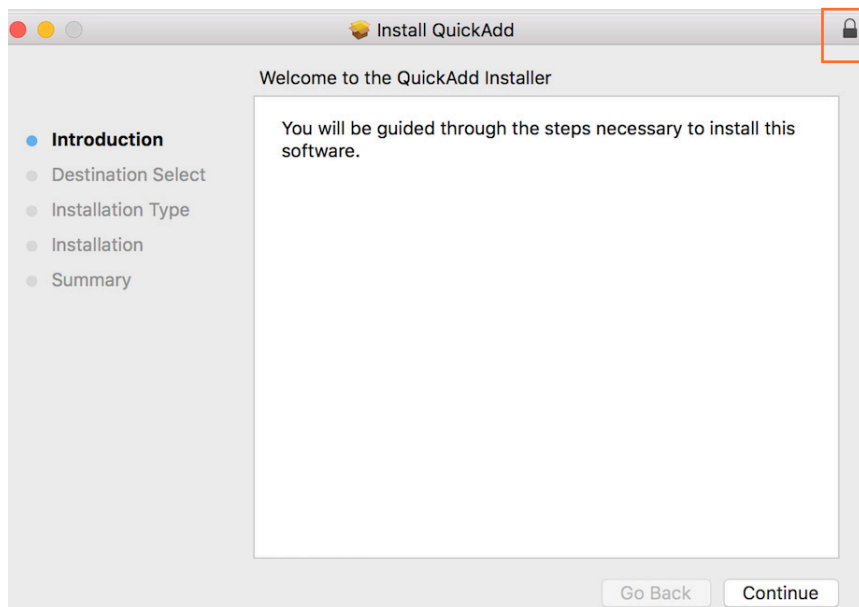 Install QuickAdd
Welcome to the QuickAdd Installer
Introduction
Destination Select
Installation Type
Installation
Summary
You will be guided through the steps necessary to install this
software.
Go Back
Continue